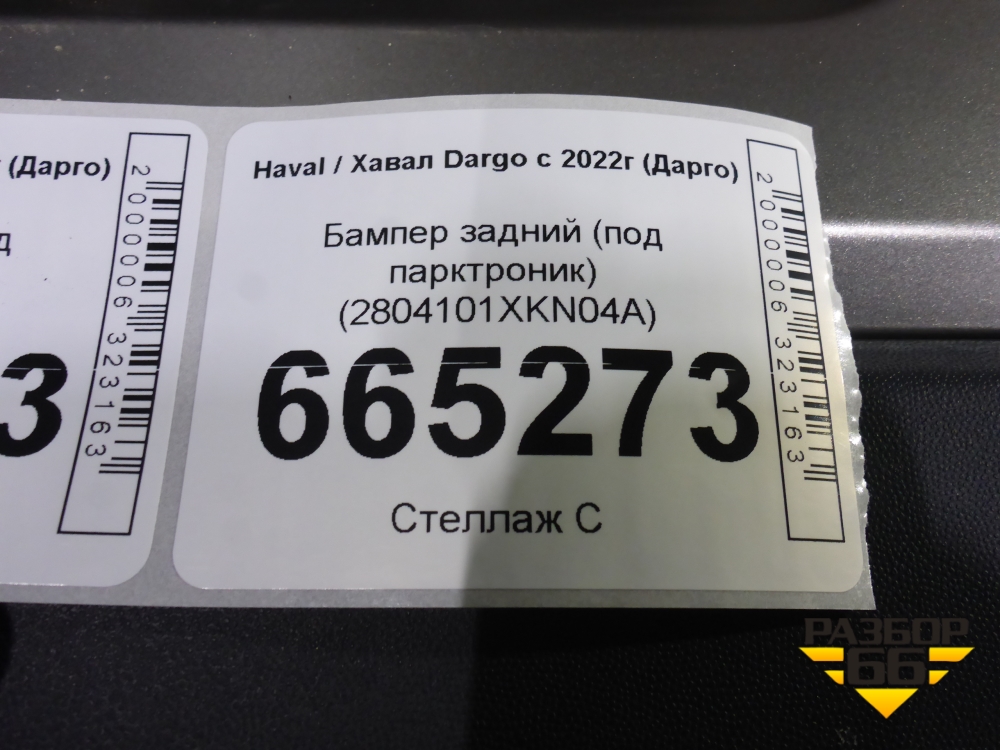 (Дарго)
д
3
2000006323163
Haval / Хавал Dargo с 2022г (Дарго)
Бампер задний (под
парктроник)
(2804101XKN04A)
665273
Стеллаж С
2000006323163
РАЗБОР
66